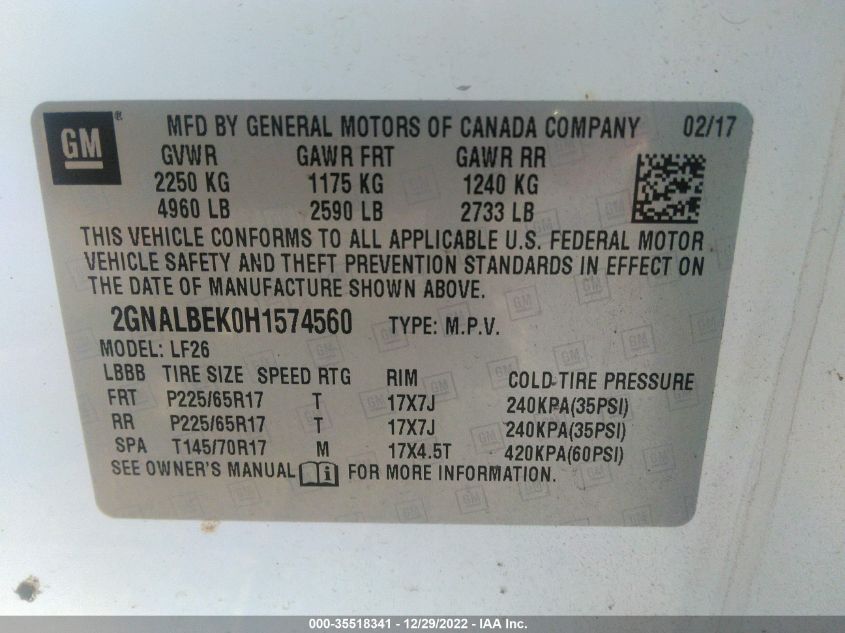 GM ® MFD BY GENERAL MOTORS OF CANADA COMPANY 02/17
GVWR GAWR FRT GAWR RR
2250 KG 1175 KG 1240 KG
4960 LB 2590 LB 2733 LB
THIS VEHICLE CONFORMS TO ALL APPLICABLE U.S. FEDERAL MOTOR
VEHICLE SAFETY AND THEFT PREVENTION STANDARDS IN EFFECT ON
THE DATE OF MANUFACTURE SHOWN ABOVE.
2GNALBEK0H1574560 TYPE: M.P.V.
MODEL: LF26
LBBB TIRE SIZE SPEED RTG RIM COLD TIRE PRESSURE
FRT P225/65R17 T 17X7J 240KPA(35PSI)
RR P225/65R17 T 17X7J 240KPA(35PSI)
SPA T145/70R17 M 17X4.5T 420KPA(60PSI)
SEE OWNER'S MANUAL FOR MORE INFORMATION.
000-35518341 - 12/29/2022 - IAA Inc.